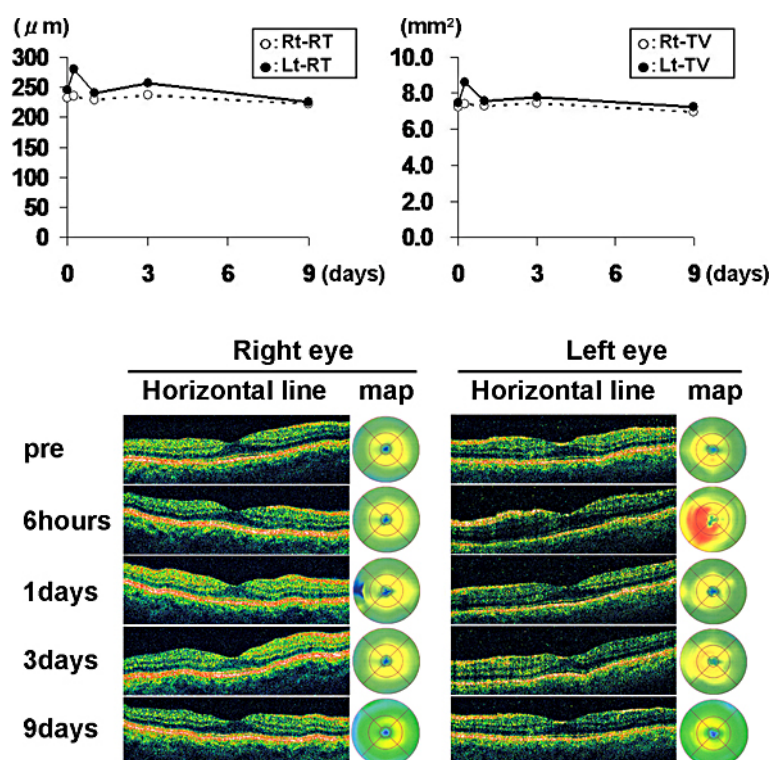 (μm)
300
250
200
150
100
50
0
0 3 6 9 (days)
○: Rt-RT
●: Lt-RT
(mm²)
10.0
8.0
6.0
4.0
2.0
0.0
0 3 6 9 (days)
○: Rt-TV
●: Lt-TV
Right eye Left eye
Horizontal line map Horizontal line map
pre
6hours
1days
3days
9days